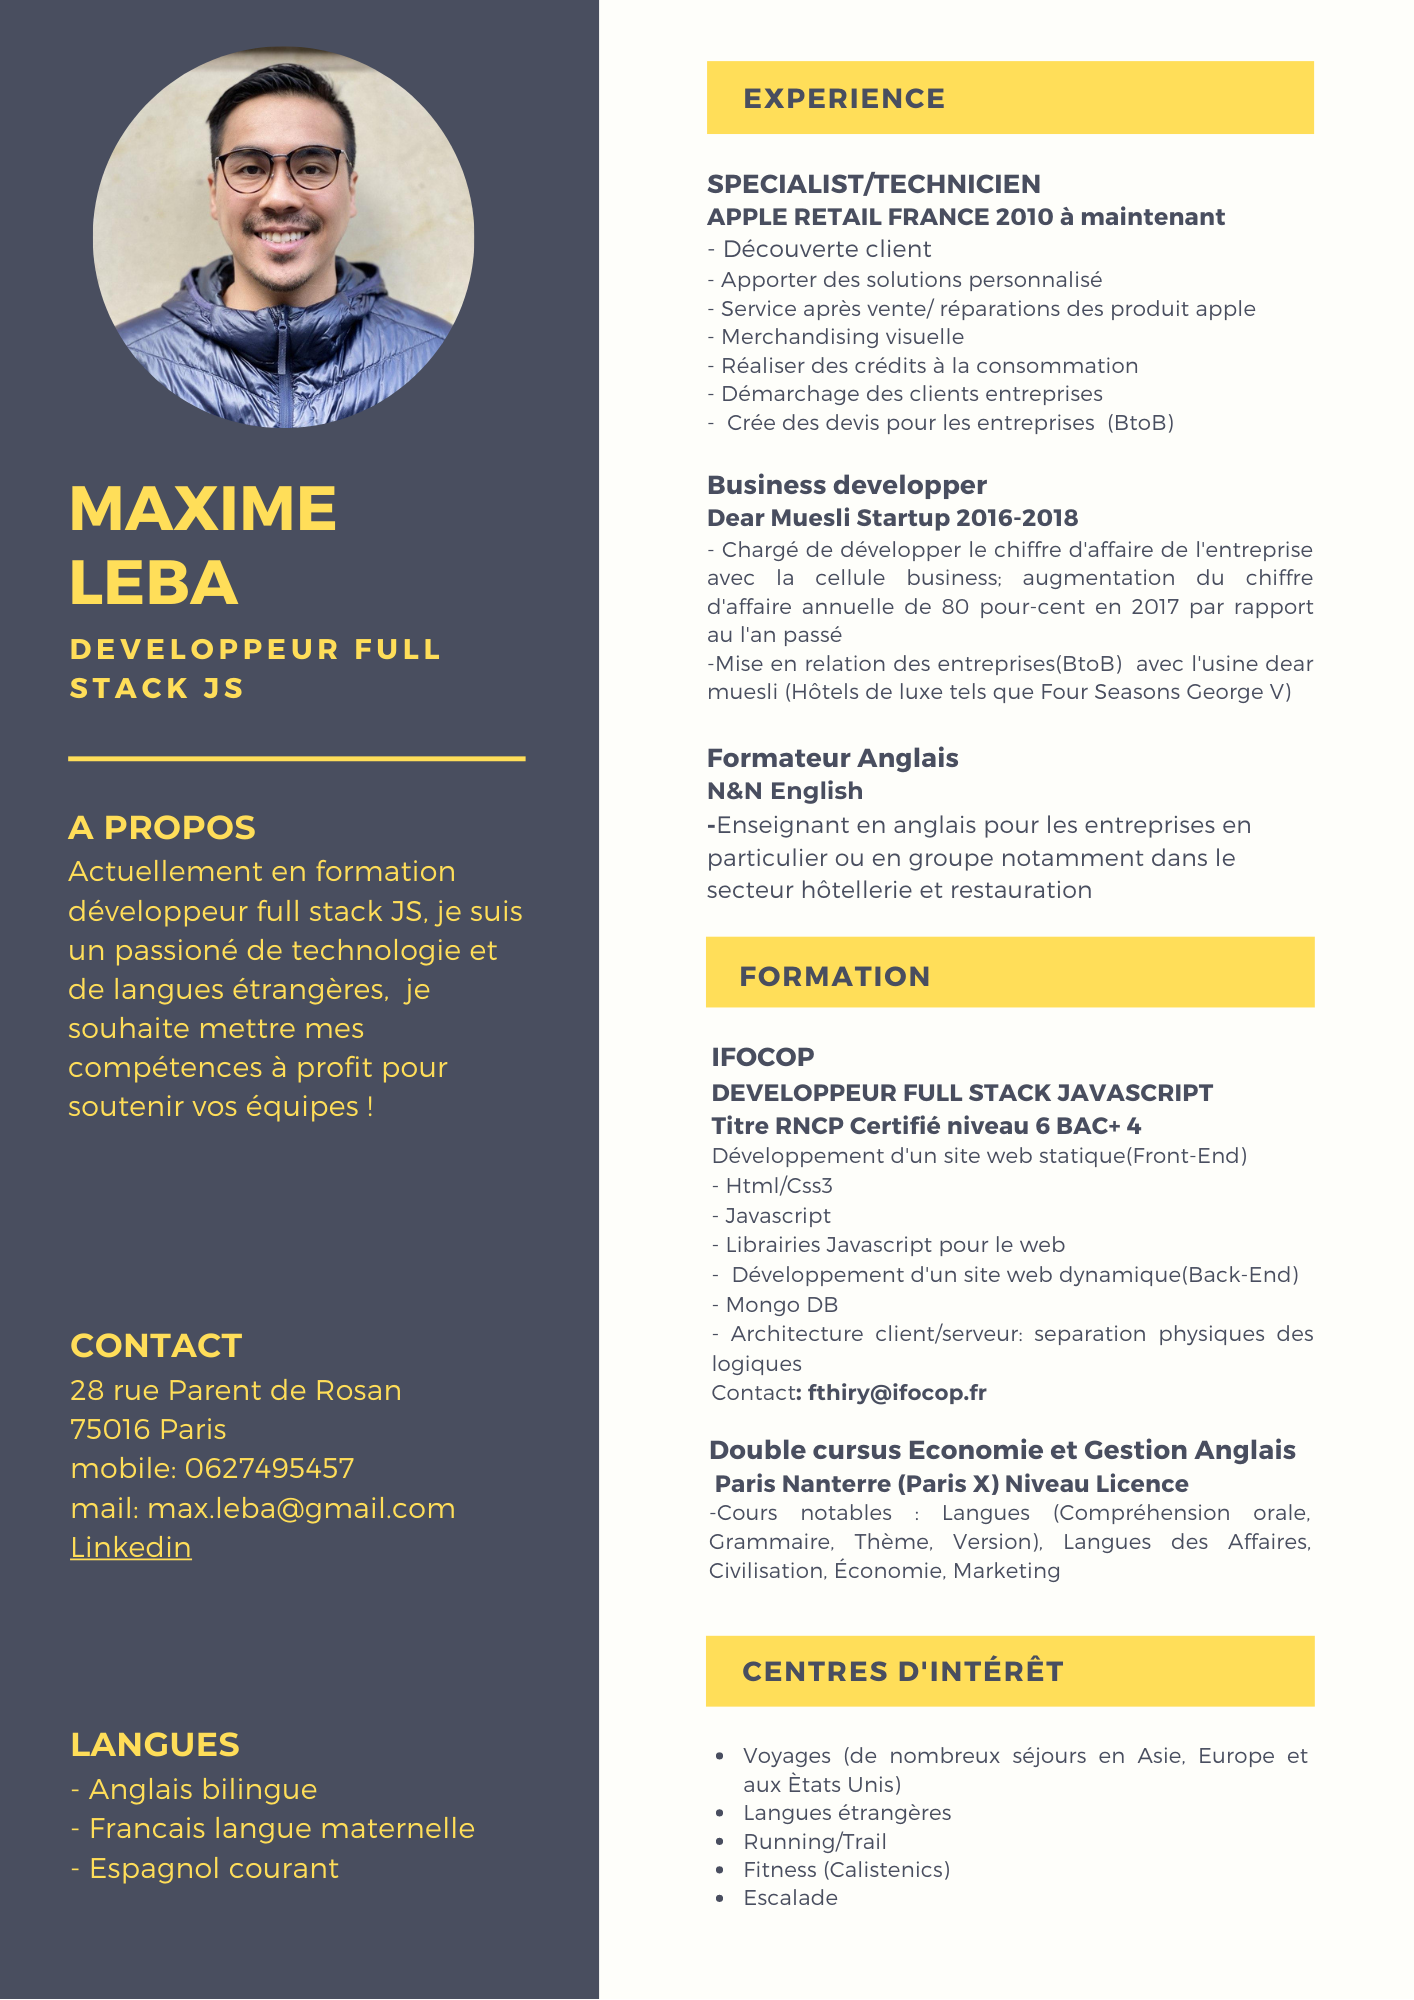 MAXIME
LEBA
DEVELOPPEUR FULL
STACK JS
A PROPOS
Actuellement en formation
développeur full stack JS, je suis
un passioné de technologie et
de langues étrangères,  je
souhaite mettre mes
compétences à profit pour
soutenir vos équipes !
CONTACT
28 rue Parent de Rosan
75016 Paris
mobile: 0627495457
mail: max.leba@gmail.com
Linkedin
LANGUES
- Anglais bilingue
- Francais langue maternelle
- Espagnol courant
EXPERIENCE
SPECIALIST/TECHNICIEN
APPLE RETAIL FRANCE 2010 à maintenant
- Découverte client
- Apporter des solutions personnalisé
- Service après vente/ réparations des produit apple
- Merchandising visuelle
- Réaliser des crédits à la consommation
- Démarchage des clients entreprises
-  Crée des devis pour les entreprises  (BtoB)
Business developper
Dear Muesli Startup 2016-2018
- Chargé de développer le chiffre d'affaire de l'entreprise
avec la cellule business; augmentation du chiffre
d'affaire annuelle de 80 pour-cent en 2017 par rapport
au l'an passé
-Mise en relation des entreprises(BtoB)  avec l'usine dear
muesli (Hôtels de luxe tels que Four Seasons George V)
Formateur Anglais
N&N English
-Enseignant en anglais pour les entreprises en
particulier ou en groupe notamment dans le
secteur hôtellerie et restauration
FORMATION
IFOCOP
DEVELOPPEUR FULL STACK JAVASCRIPT
Titre RNCP Certifié niveau 6 BAC+ 4
Développement d'un site web statique(Front-End)
- Html/Css3
- Javascript
- Librairies Javascript pour le web
-  Développement d'un site web dynamique(Back-End)
- Mongo DB
- Architecture client/serveur: separation physiques des
logiques
Contact: fthiry@ifocop.fr
Double cursus Economie et Gestion Anglais
Paris Nanterre (Paris X) Niveau Licence
-Cours notables : Langues (Compréhension orale,
Grammaire, Thème, Version), Langues des Affaires,
Civilisation, Économie, Marketing
CENTRES D'INTÉRÊT
• Voyages (de nombreux séjours en Asie, Europe et
aux Ètats Unis)
• Langues étrangères
• Running/Trail
• Fitness (Calistenics)
• Escalade